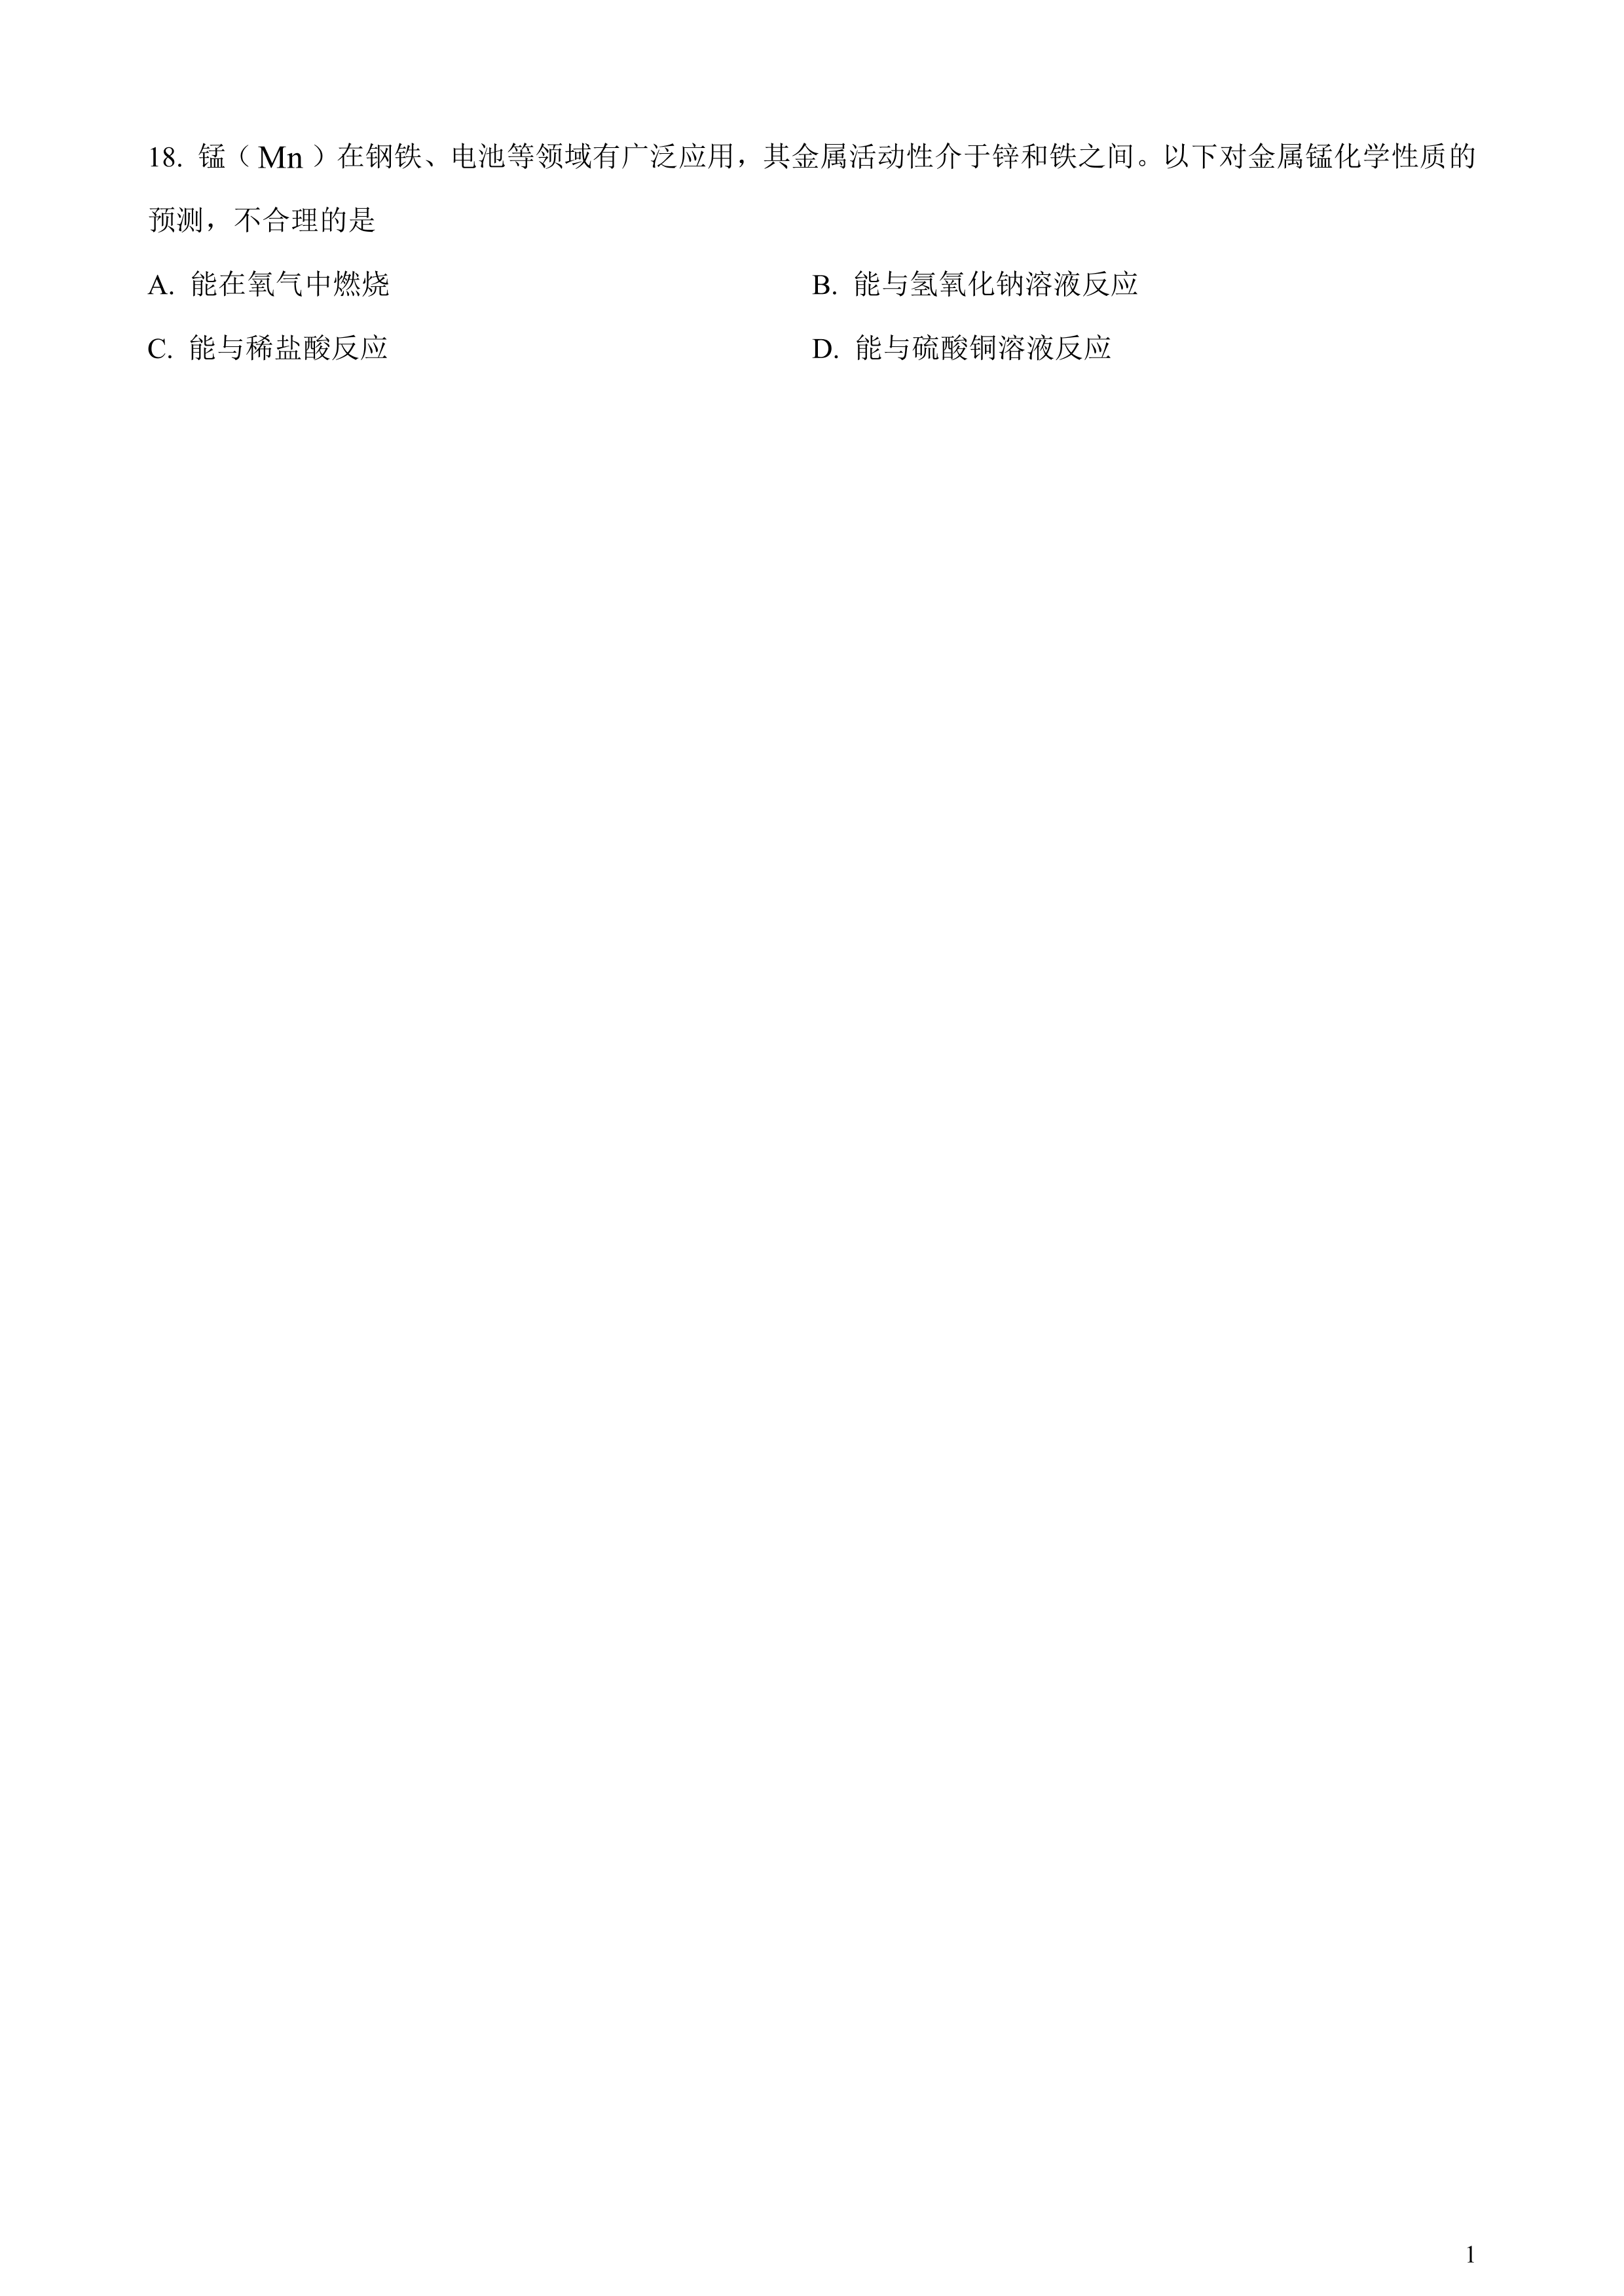 18. 锰（Mn）在钢铁、电池等领域有广泛应用，其金属活动性介于锌和铁之间。以下对金属锰化学性质的
预测，不合理的是
A. 能在氧气中燃烧 B. 能与氢氧化钠溶液反应
C. 能与稀盐酸反应 D. 能与硫酸铜溶液反应
1